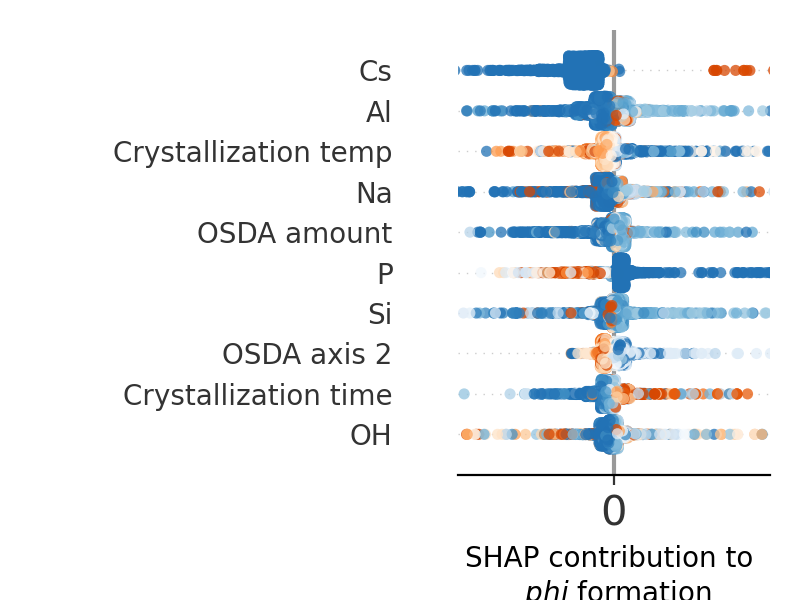 Cs
Al
Crystallization temp
Na
OSDA amount
P
Si
OSDA axis 2
Crystallization time
OH
0
SHAP contribution to
phi formation